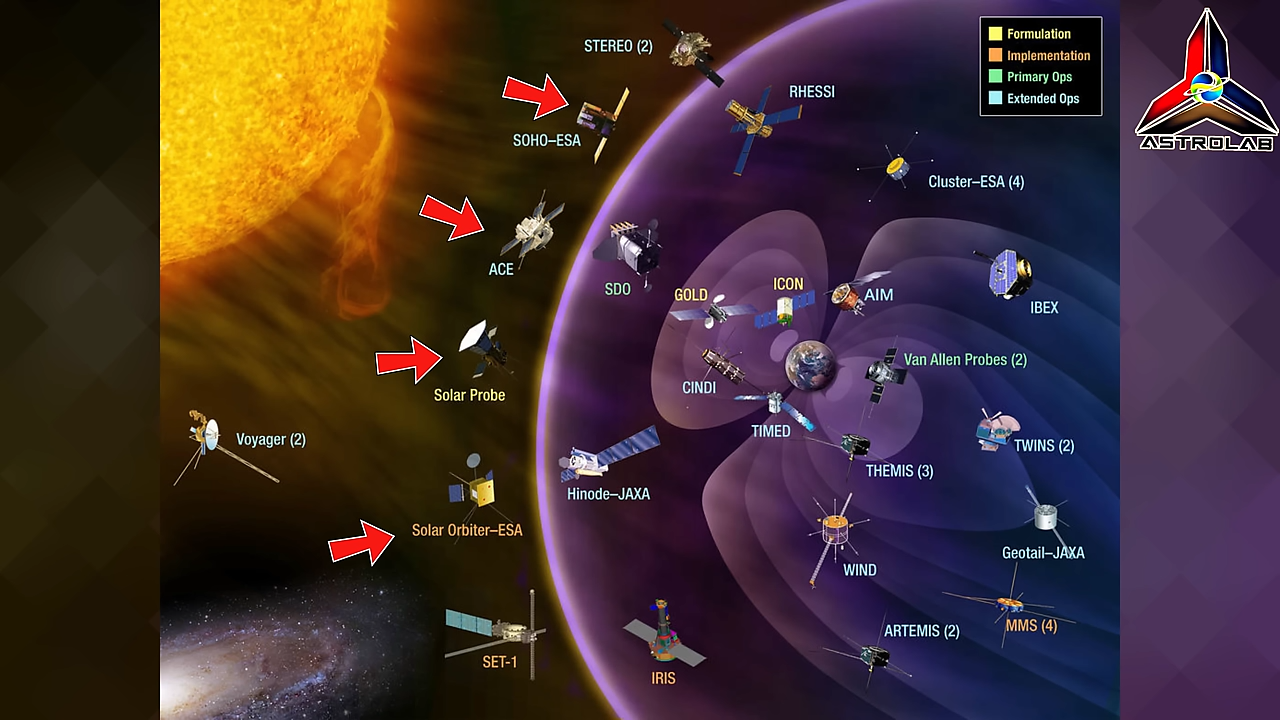 STEREO (2)
Formulation
Implementation
Primary Ops
Extended Ops
ASTROLAB
RHESSI
SOHO–ESA
Cluster–ESA (4)
ACE
SDO
GOLD
ICON
AIM
IBEX
Van Allen Probes (2)
CINDI
Solar Probe
TIMED
Voyager (2)
TWINS (2)
THEMIS (3)
Hinode–JAXA
Solar Orbiter–ESA
Geotail–JAXA
WIND
MMS (4)
ARTEMIS (2)
SET-1
IRIS